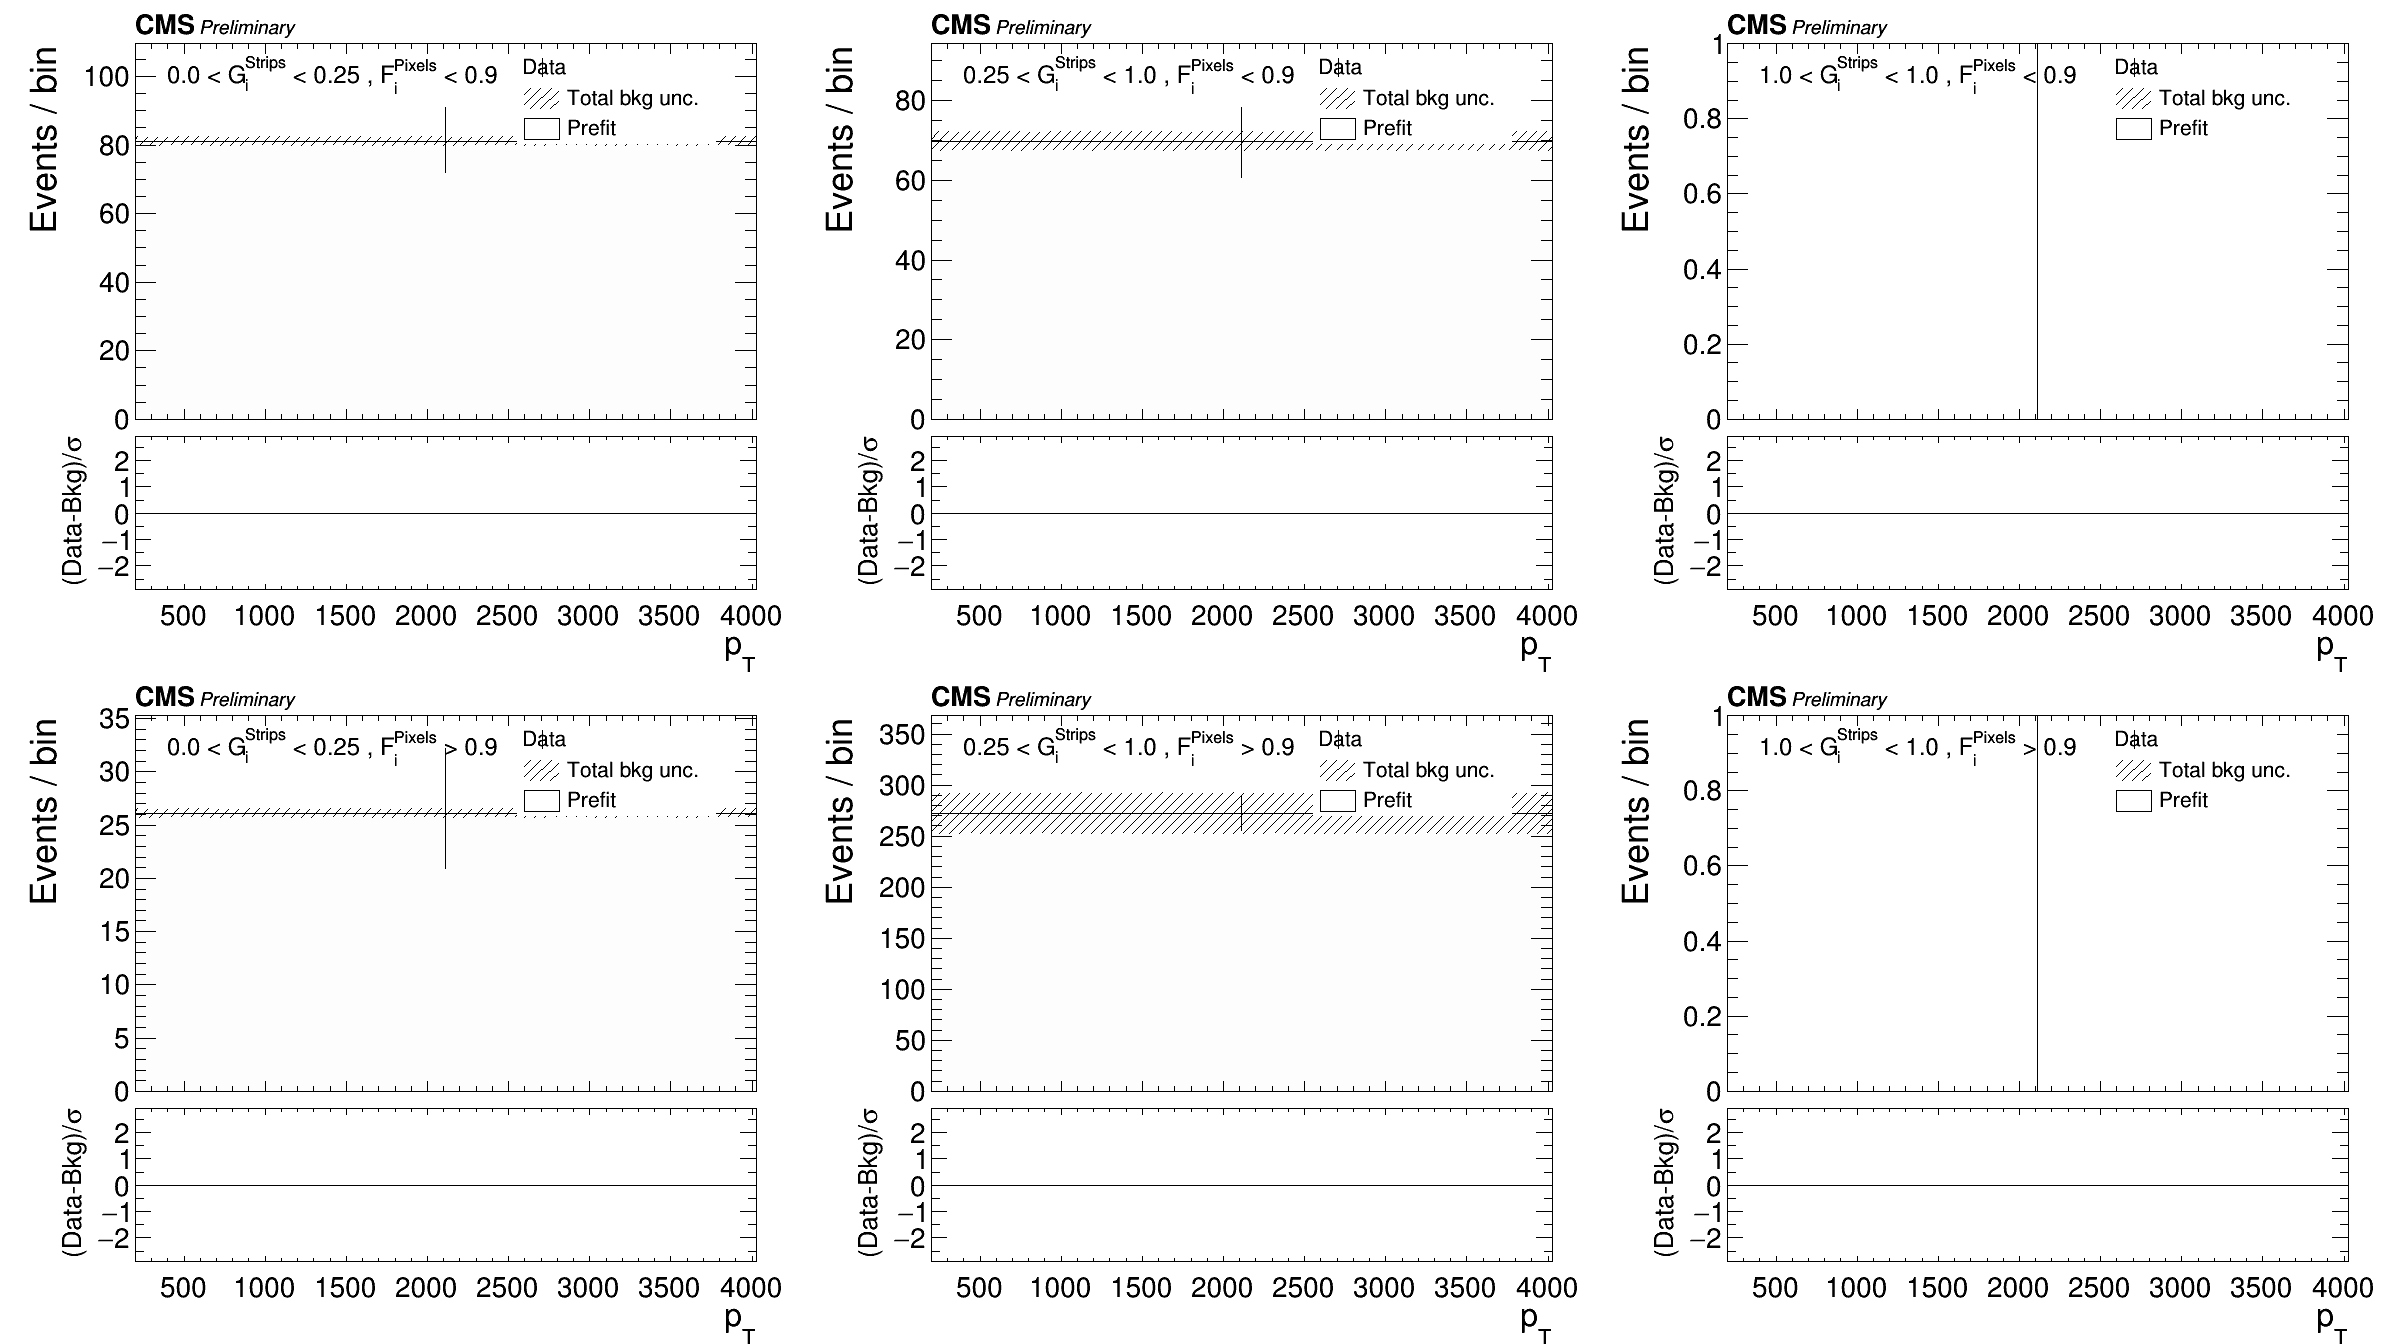 CMS Preliminary
Events / bin
100
80
60
40
20
0
0.0 < G_i^Strips < 0.25 , F_i^Pixels < 0.9
Data
Total bkg unc.
Prefit
(Data-Bkg)/σ
2
1
0
−1
−2
500 1000 1500 2000 2500 3000 3500 4000
p_T
CMS Preliminary
Events / bin
80
60
40
20
0
0.25 < G_i^Strips < 1.0 , F_i^Pixels < 0.9
Data
Total bkg unc.
Prefit
(Data-Bkg)/σ
2
1
0
−1
−2
500 1000 1500 2000 2500 3000 3500 4000
p_T
CMS Preliminary
Events / bin
1
0.8
0.6
0.4
0.2
0
1.0 < G_i^Strips < 1.0 , F_i^Pixels < 0.9
Data
Total bkg unc.
Prefit
(Data-Bkg)/σ
2
1
0
−1
−2
500 1000 1500 2000 2500 3000 3500 4000
p_T
CMS Preliminary
Events / bin
35
30
25
20
15
10
5
0
0.0 < G_i^Strips < 0.25 , F_i^Pixels > 0.9
Data
Total bkg unc.
Prefit
(Data-Bkg)/σ
2
1
0
−1
−2
500 1000 1500 2000 2500 3000 3500 4000
p_T
CMS Preliminary
Events / bin
350
300
250
200
150
100
50
0
0.25 < G_i^Strips < 1.0 , F_i^Pixels > 0.9
Data
Total bkg unc.
Prefit
(Data-Bkg)/σ
2
1
0
−1
−2
500 1000 1500 2000 2500 3000 3500 4000
p_T
CMS Preliminary
Events / bin
1
0.8
0.6
0.4
0.2
0
1.0 < G_i^Strips < 1.0 , F_i^Pixels > 0.9
Data
Total bkg unc.
Prefit
(Data-Bkg)/σ
2
1
0
−1
−2
500 1000 1500 2000 2500 3000 3500 4000
p_T